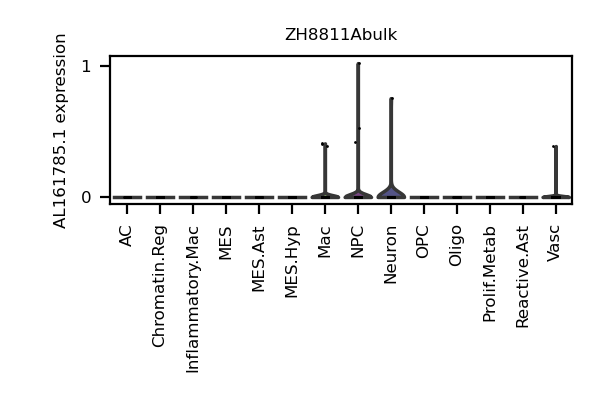 ZH8811Abulk
AL161785.1 expression
1
0
AC
Chromatin.Reg
Inflammatory.Mac
MES
MES.Ast
MES.Hyp
Mac
NPC
Neuron
OPC
Oligo
Prolif.Metab
Reactive.Ast
Vasc